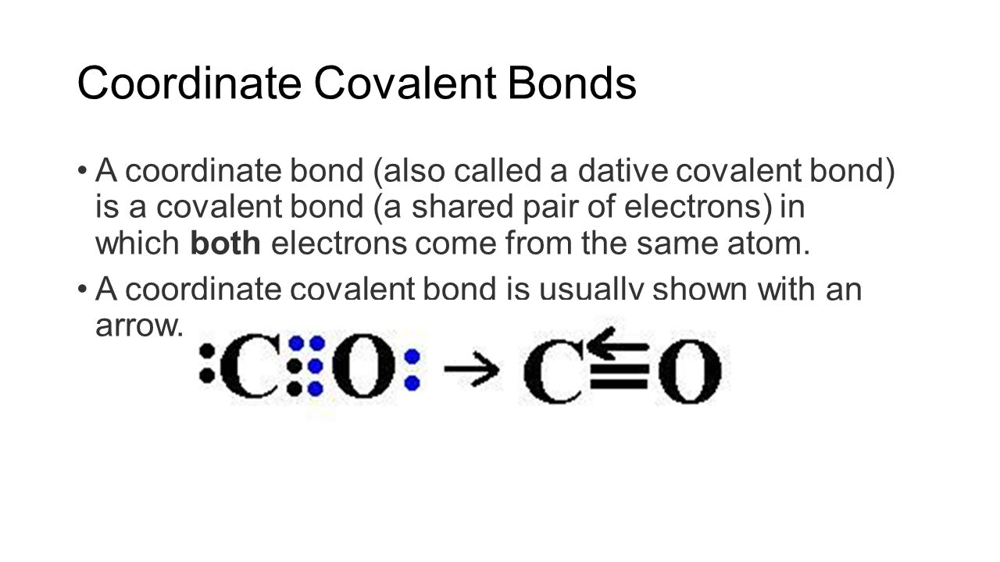 Coordinate Covalent Bonds
• A coordinate bond (also called a dative covalent bond)
is a covalent bond (a shared pair of electrons) in
which both electrons come from the same atom.
• A coordinate covalent bond is usually shown with an
arrow.
:C O: → C O